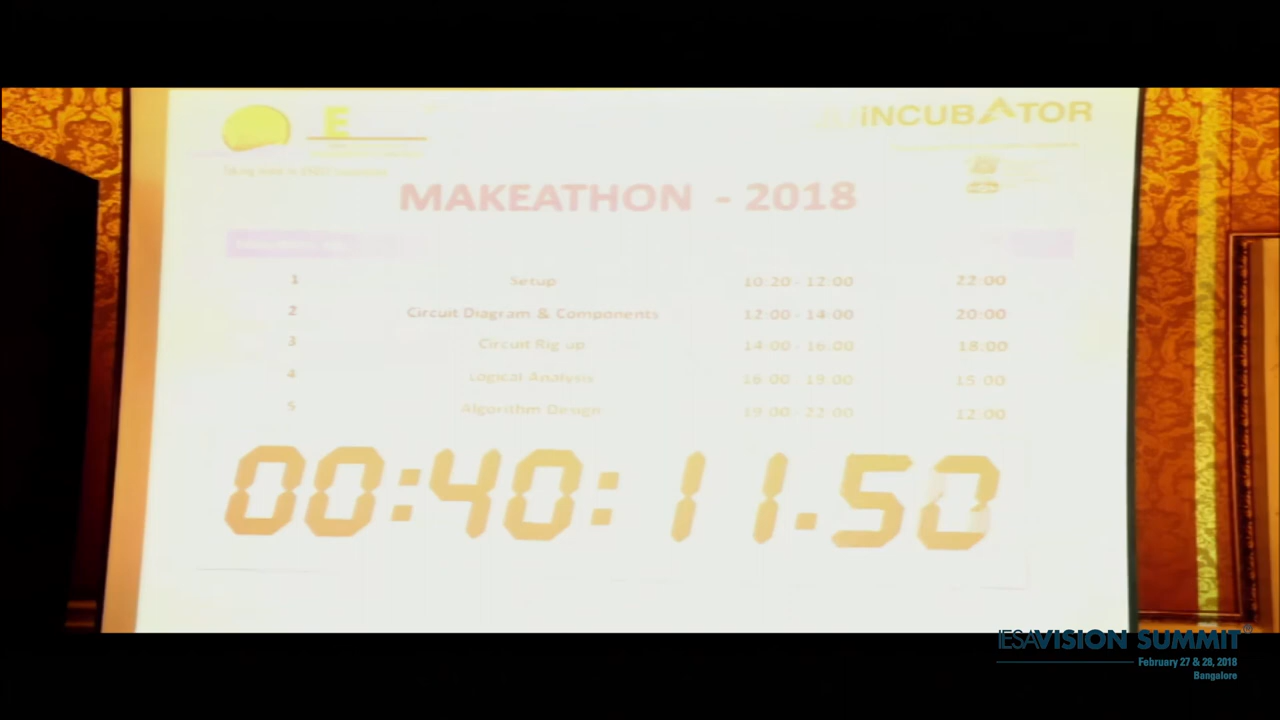 E
INCUBATOR
MAKEATHON - 2018
1 Setup 10:20 - 12:00 22:00
2 Circuit Diagram & Components 12:00 - 14:00 20:00
3 Circuit Rig up 14:00 - 16:00 18:00
4 Logical Analysis 16:00 - 19:00 15:00
5 Algorithm Design 19:00 - 22:00 12:00
00:40:11.50
IESA VISION SUMMIT
February 27 & 28, 2018
Bangalore